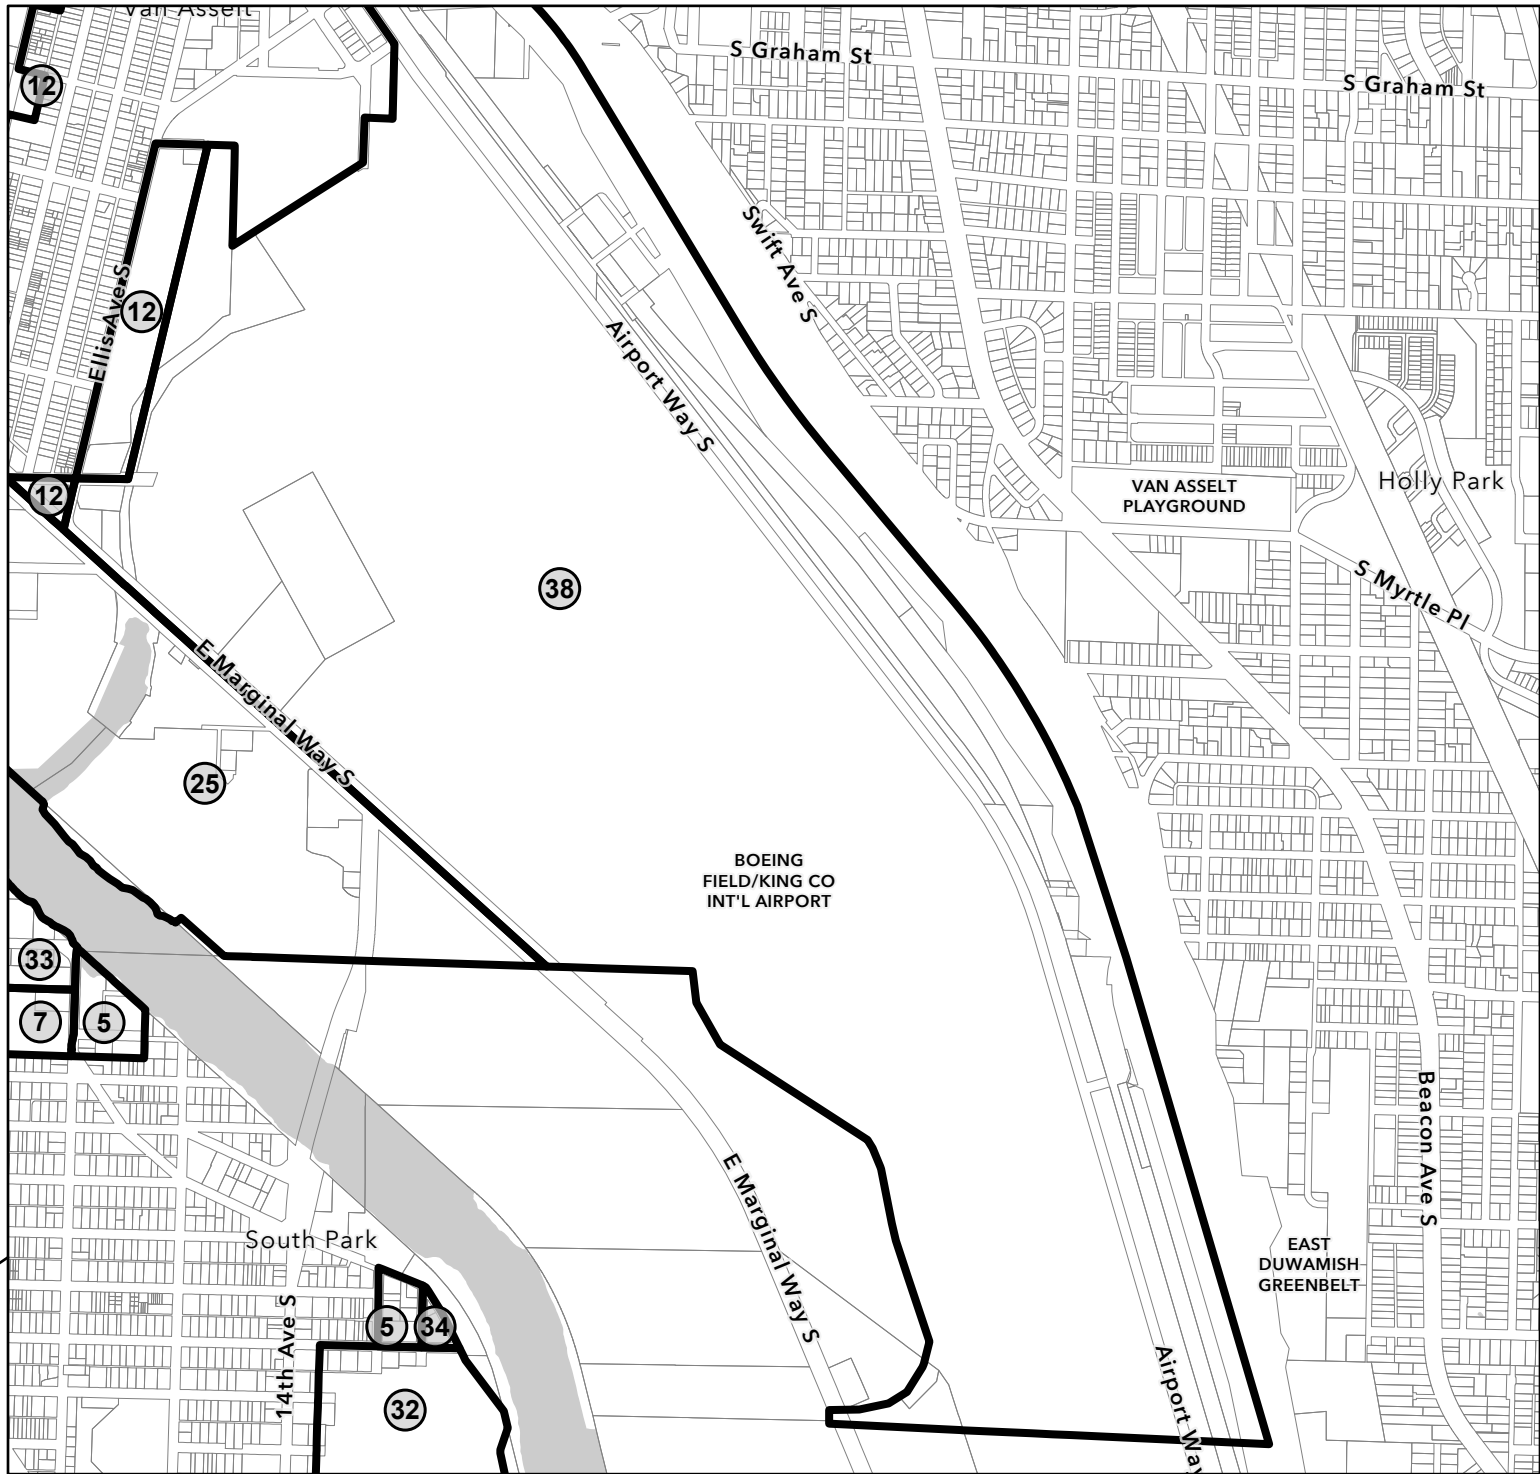 Van Asselt
S Graham St
S Graham St
12
Swift Ave S
Ellis Ave S
12
Airport Way S
12
VAN ASSELT
PLAYGROUND
Holly Park
38
S Myrtle Pl
E Marginal Way S
25
BOEING
FIELD/KING CO
INT'L AIRPORT
33
7
5
Beacon Ave S
E Marginal Way S
South Park
EAST
DUWAMISH
GREENBELT
5
34
14th Ave S
Airport Way
32